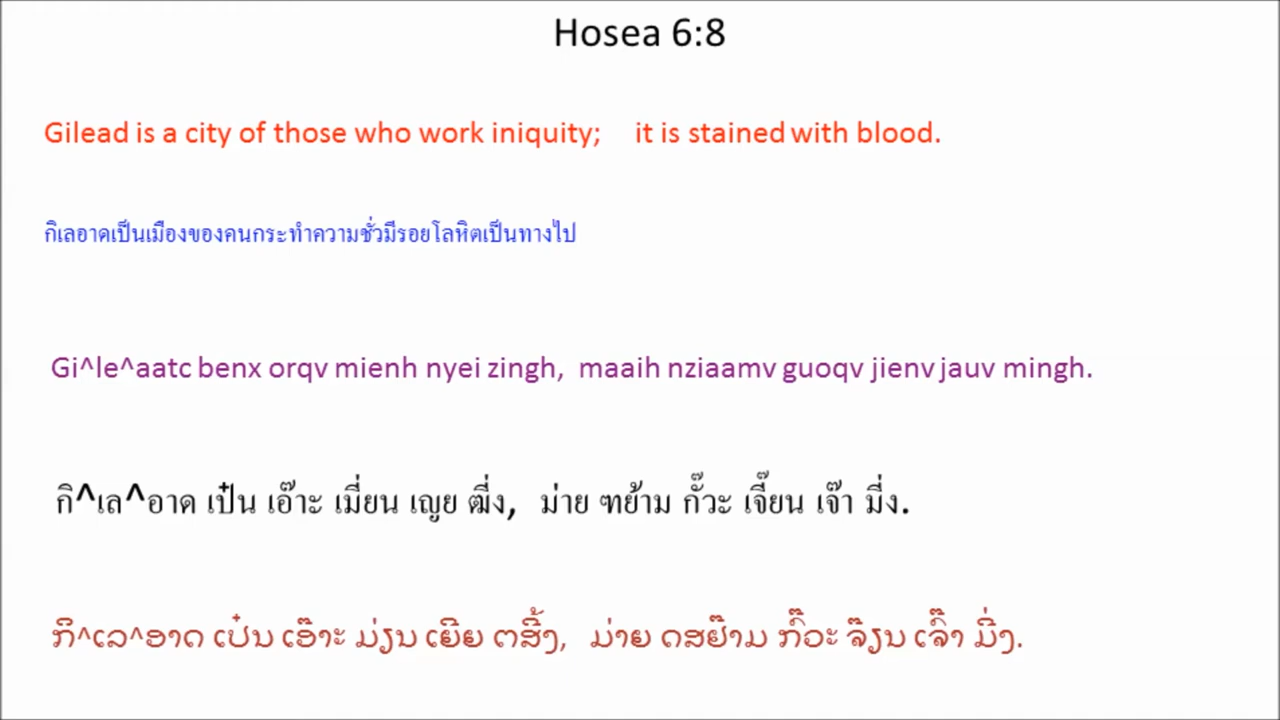 Hosea 6:8
Gilead is a city of those who work iniquity; it is stained with blood.
กิเลอาดเป็นเมืองของคนกระทำความชั่วมีรอยโลหิตเป็นทางไป
Gi^le^aatc benx orqv mienh nyei zingh, maaih nziaamv guoqv jienv jauv mingh.
กิ^เล^อาด เป๋น เอ๊าะ เมี่ยน เญย ฒี่ง, ม่าย ฑย้าม กั๊วะ เจี๊ยน เจ๊า มี่ง.
ກິ^ເລ^ອາດ ເປ໋ນ ເອ໊າະ ມ່ຽນ ເຍີຍ ຕສີ້ງ, ມ່າຍ ດສຢ໊າມ ກົ໊ວະ ຈ໊ຽນ ເຈົ໊າ ມີ່ງ.